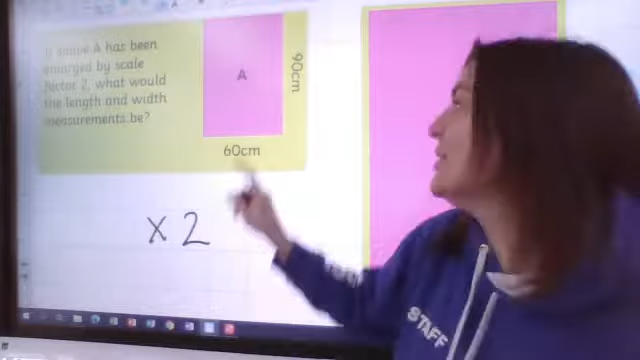 If shape A has been
enlarged by scale
factor 2, what would
the length and width
measurements be?
A
90cm
60cm
x 2
STAFF